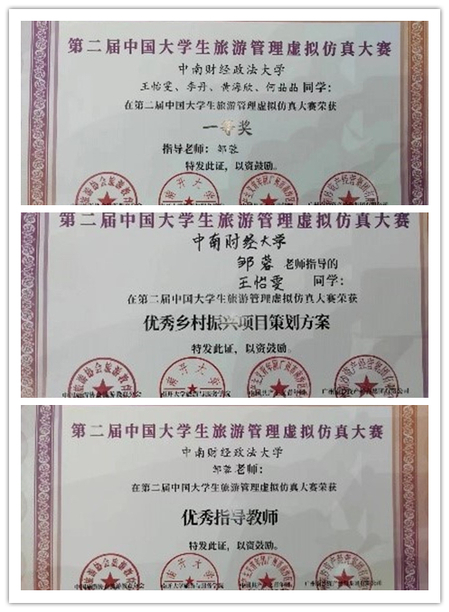 第二届中国大学生旅游管理虚拟仿真大赛
中南财经政法大学
王怡雯、李丹、黄海欣、何品品同学:
在第二届中国大学生旅游管理虚拟仿真大赛荣获
一等奖
指导老师:邹蓉
特发此证,以资鼓励。
第二届中国大学生旅游管理虚拟仿真大赛
中南财经大学
邹蓉 老师指导的
王怡雯 同学:
在第二届中国大学生旅游管理虚拟仿真大赛荣获
优秀乡村振兴项目策划方案
特发此证,以资鼓励。
第二届中国大学生旅游管理虚拟仿真大赛
中南财经政法大学
邹蓉老师:
在第二届中国大学生旅游管理虚拟仿真大赛荣获
优秀指导教师
特发此证,以资鼓励。